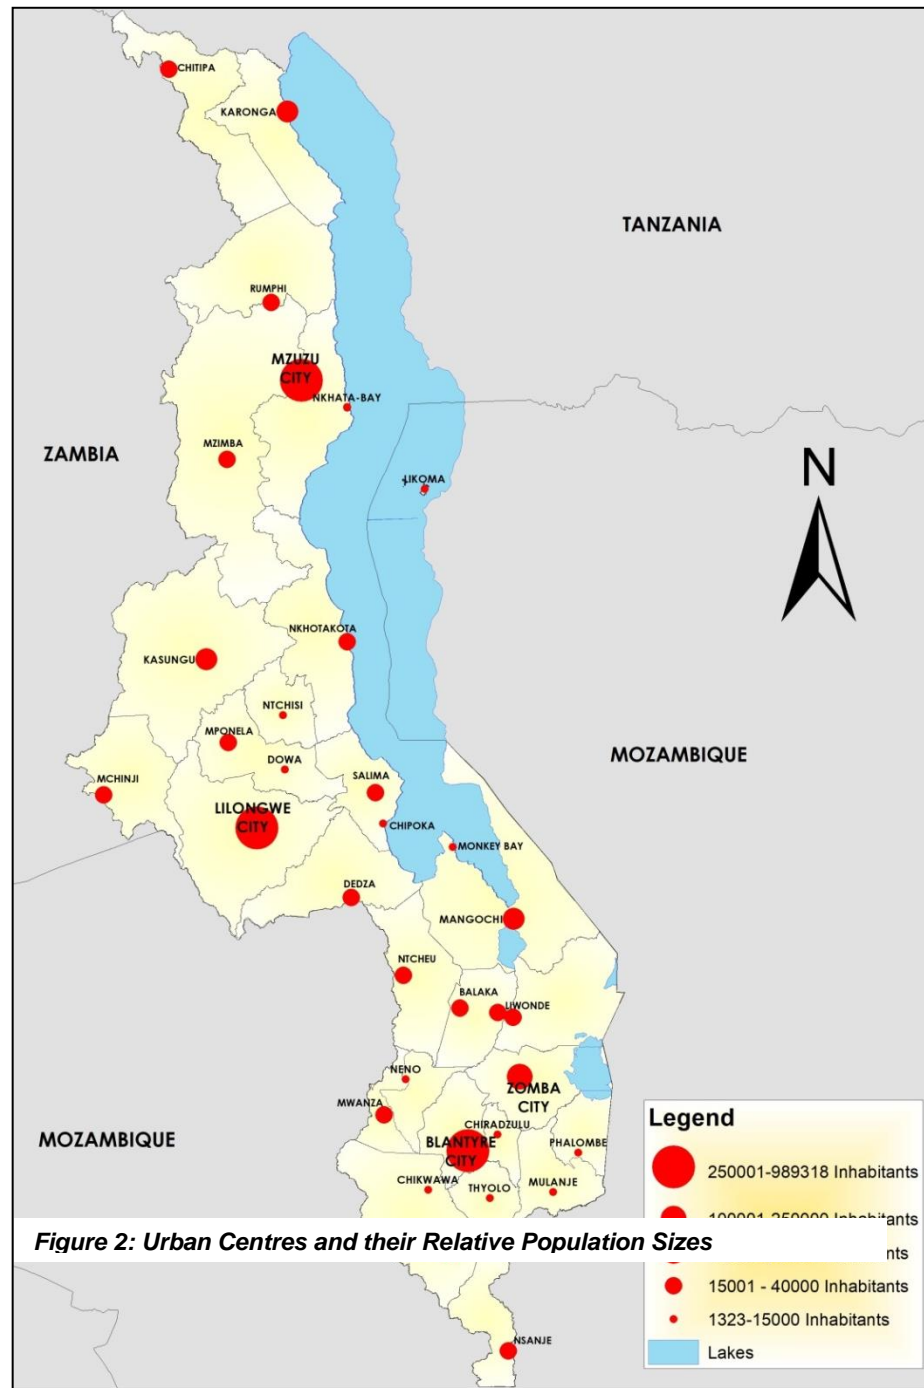 CHITIPA
KARONGA
TANZANIA
RUMPHI
MZUZU
CITY
NKHATA-BAY
ZAMBIA
MZIMBA
LIKOMA
N
NKHOTAKOTA
KASUNGU
NTCHISI
MPONELA
DOWA
MOZAMBIQUE
MCHINJI
SALIMA
LILONGWE
CITY
CHIPOKA
MONKEY BAY
DEDZA
MANGOCHI
NTCHEU
BALAKA
LIWONDE
NENO
ZOMBA
CITY
MWANZA
CHIRADZULU
MOZAMBIQUE
BLANTYRE
CITY
PHALOMBE
CHIKWAWA
THYOLO
MULANJE
Legend
250001-989318 Inhabitants
100001-250000 Inhabitants
Figure 2: Urban Centres and their Relative Population Sizes
15001 - 40000 Inhabitants
1323-15000 Inhabitants
Lakes
NSANJE